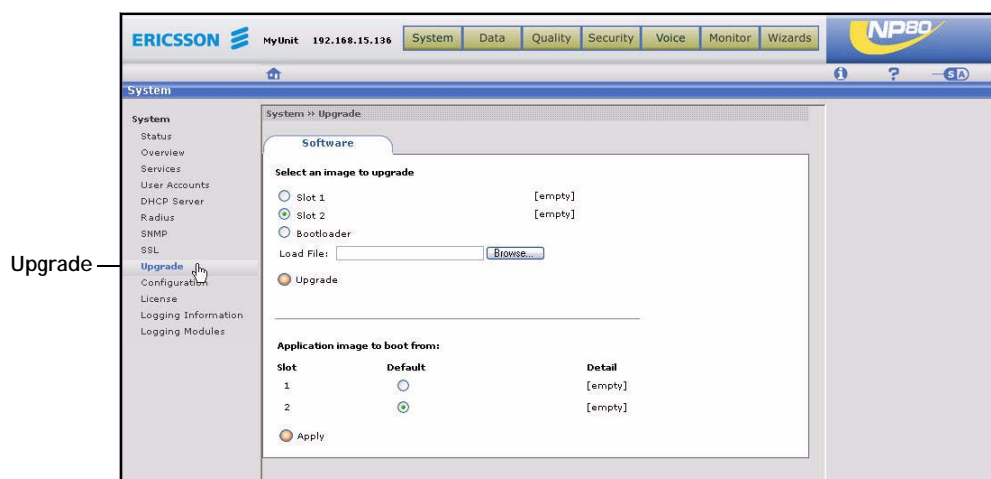 ERICSSON MyUnit 192.168.15.136 System Data Quality Security Voice Monitor Wizards NP80
i ? S A
System
System
Status
Overview
Services
User Accounts
DHCP Server
Radius
SNMP
SSL
Upgrade
Configuration
License
Logging Information
Logging Modules
Upgrade
System » Upgrade
Software
Select an image to upgrade
Slot 1 [empty]
Slot 2 [empty]
Bootloader
Load File: Browse...
Upgrade
Application image to boot from:
Slot Default Detail
1 [empty]
2 [empty]
Apply